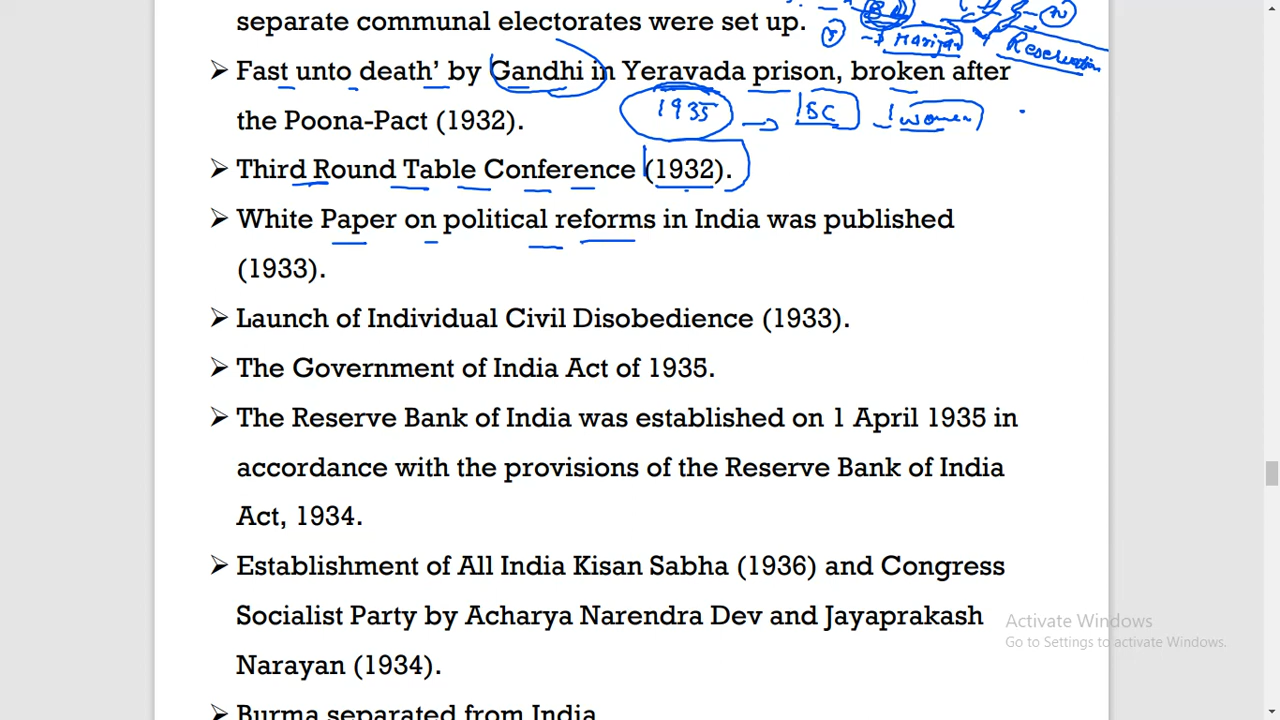 separate communal electorates were set up.
Harijan
Reservation
➢ Fast unto death’ by Gandhi in Yeravada prison, broken after
the Poona-Pact (1932).
1935 → SC women
➢ Third Round Table Conference (1932).
➢ White Paper on political reforms in India was published
(1933).
➢ Launch of Individual Civil Disobedience (1933).
➢ The Government of India Act of 1935.
➢ The Reserve Bank of India was established on 1 April 1935 in
accordance with the provisions of the Reserve Bank of India
Act, 1934.
➢ Establishment of All India Kisan Sabha (1936) and Congress
Socialist Party by Acharya Narendra Dev and Jayaprakash
Narayan (1934).
➢ Burma separated from India
Activate Windows
Go to Settings to activate Windows.